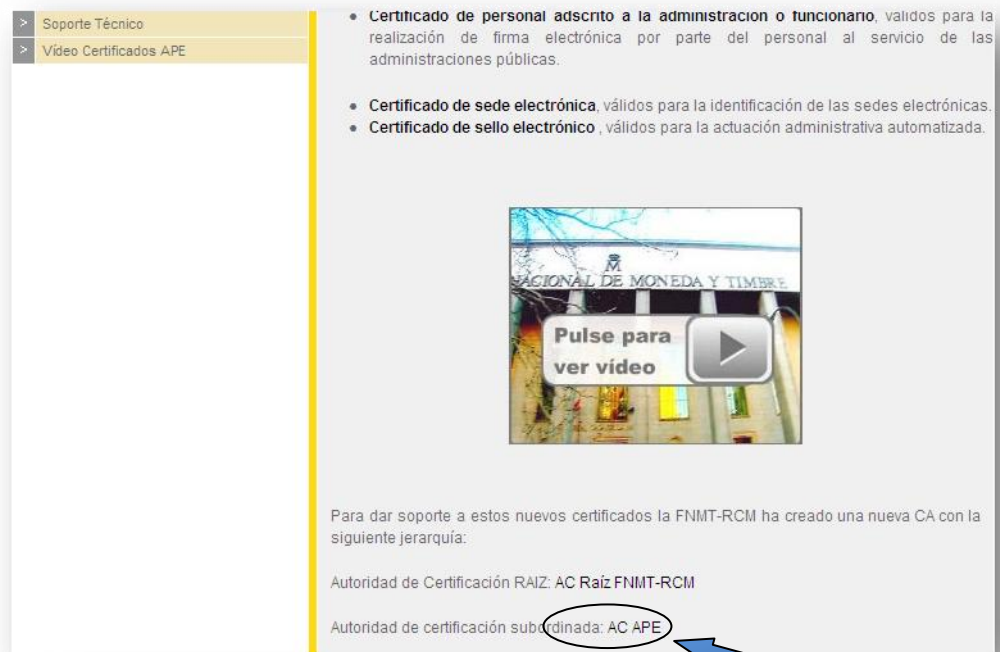 > Soporte Técnico
> Vídeo Certificados APE
• Certificado de personal adscrito a la administración o funcionario, válidos para la
realización de firma electrónica por parte del personal al servicio de las
administraciones públicas.
• Certificado de sede electrónica, válidos para la identificación de las sedes electrónicas.
• Certificado de sello electrónico , válidos para la actuación administrativa automatizada.
NACIONAL DE MONEDA Y TIMBRE
Pulse para
ver vídeo
Para dar soporte a estos nuevos certificados la FNMT-RCM ha creado una nueva CA con la
siguiente jerarquía:
Autoridad de Certificación RAIZ: AC Raíz FNMT-RCM
Autoridad de certificación subordinada: AC APE